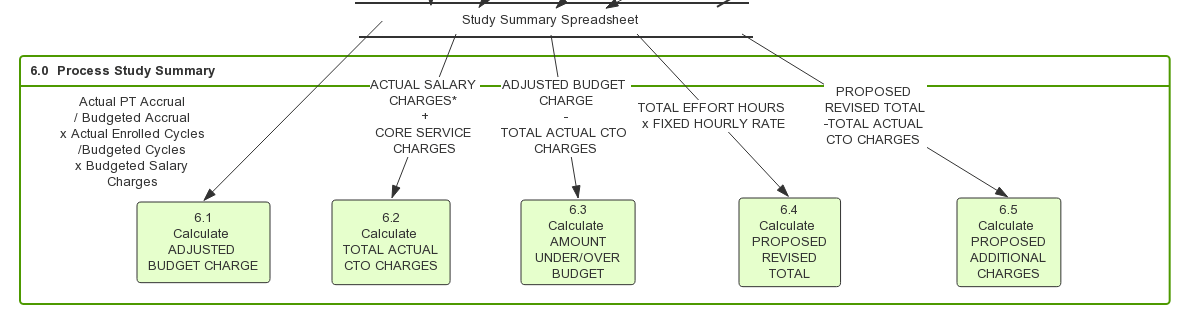 Study Summary Spreadsheet
6.0 Process Study Summary
Actual PT Accrual
/ Budgeted Accrual
x Actual Enrolled Cycles
/Budgeted Cycles
x Budgeted Salary
Charges
ACTUAL SALARY
CHARGES*
+
CORE SERVICE
CHARGES
ADJUSTED BUDGET
CHARGE
-
TOTAL ACTUAL CTO
CHARGES
TOTAL EFFORT HOURS
x FIXED HOURLY RATE
PROPOSED
REVISED TOTAL
-TOTAL ACTUAL
CTO CHARGES
6.1
Calculate
ADJUSTED
BUDGET CHARGE
6.2
Calculate
TOTAL ACTUAL
CTO CHARGES
6.3
Calculate
AMOUNT
UNDER/OVER
BUDGET
6.4
Calculate
PROPOSED
REVISED
TOTAL
6.5
Calculate
PROPOSED
ADDITIONAL
CHARGES